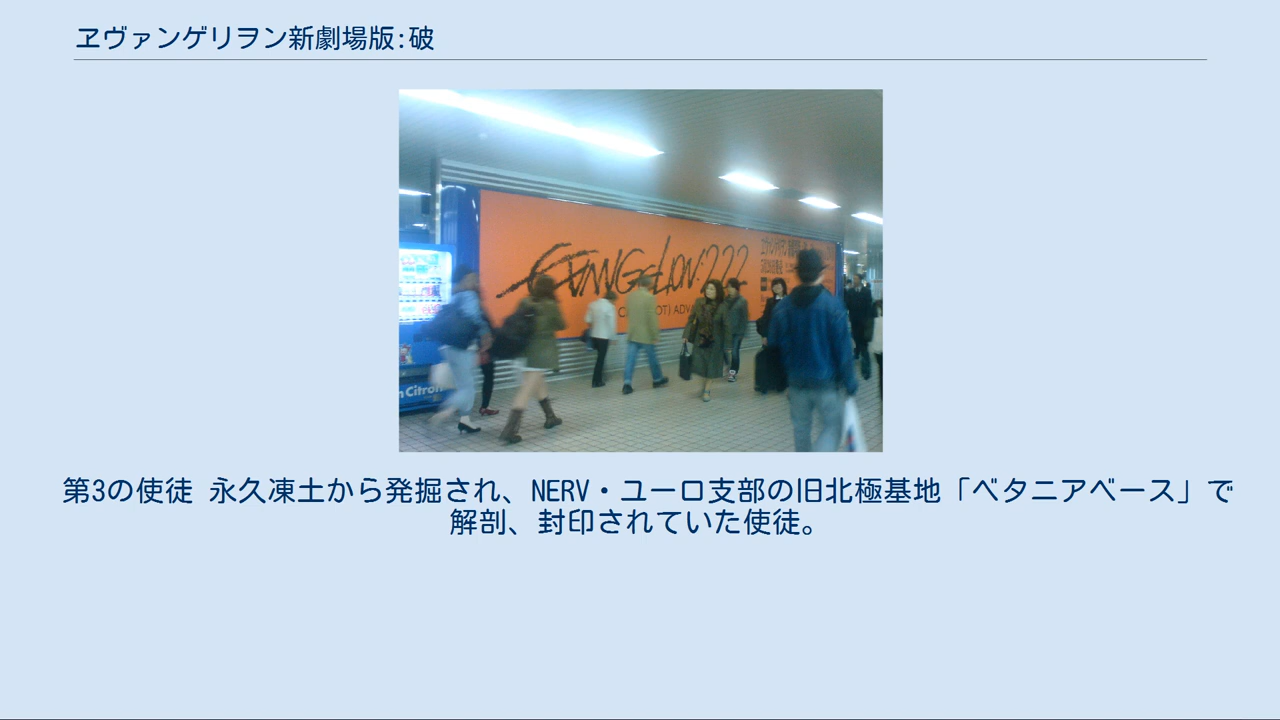 ヱヴァンゲリヲン新劇場版:破
EVANGELION:2.22
OT) ADVA
n Citron
第3の使徒 永久凍土から発掘され、NERV・ユーロ支部の旧北極基地「ベタニアベース」で
解剖、封印されていた使徒。